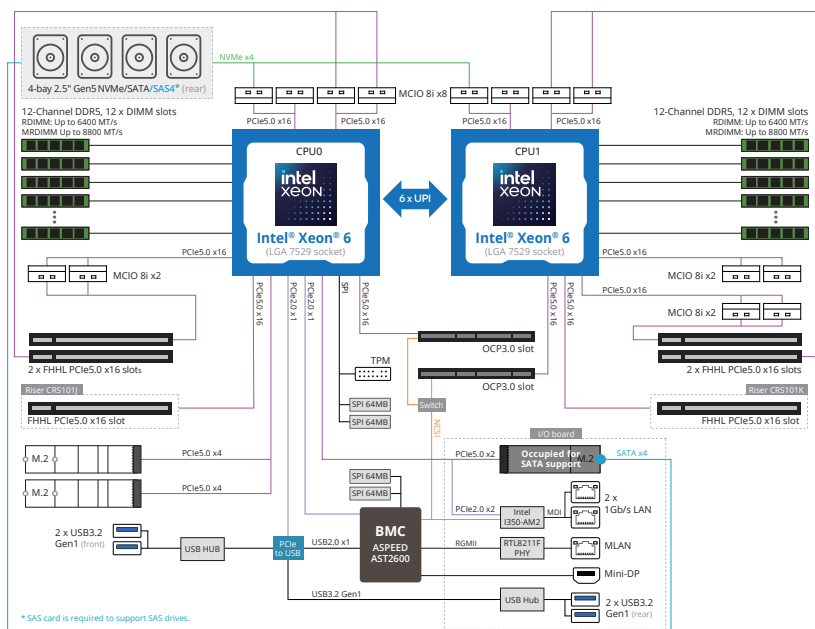 NVMe x4
4-bay 2.5" Gen5 NVMe/SATA/SAS4* (rear)
MCIO 8i x8
PCIe5.0 x16
PCIe5.0 x16
PCIe5.0 x16
PCIe5.0 x16
12-Channel DDR5, 12 x DIMM slots
RDIMM: Up to 6400 MT/s
MRDIMM Up to 8800 MT/s
12-Channel DDR5, 12 x DIMM slots
RDIMM: Up to 6400 MT/s
MRDIMM Up to 8800 MT/s
CPU0
intel
XEON
Intel® Xeon® 6
(LGA 7529 socket)
6 x UPI
CPU1
intel
XEON
Intel® Xeon® 6
(LGA 7529 socket)
PCIe5.0 x16
MCIO 8i x2
PCIe5.0 x16
MCIO 8i x2
PCIe5.0 x16
MCIO 8i x2
PCIe5.0 x16
PCIe2.0 x1
PCIe2.0 x1
SPI
PCIe5.0 x16
PCIe5.0 x16
PCIe5.0 x16
OCP3.0 slot
OCP3.0 slot
2 x FHHL PCIe5.0 x16 slots
2 x FHHL PCIe5.0 x16 slots
TPM
Riser CRS101J
FHHL PCIe5.0 x16 slot
Riser CRS101K
FHHL PCIe5.0 x16 slot
SPI 64MB
SPI 64MB
Switch
NCSI
I/O board
M.2
PCIe5.0 x4
M.2
PCIe5.0 x4
PCIe5.0 x2
Occupied for
SATA support
M.2
SATA x4
SPI 64MB
SPI 64MB
PCIe2.0 x2
Intel
I350-AM2
MDI
2 x
1Gb/s LAN
BMC
ASPEED
AST2600
2 x USB3.2
Gen1 (front)
USB HUB
PCIe
to USB
USB2.0 x1
RGMII
RTL8211F
PHY
MLAN
Mini-DP
USB3.2 Gen1
USB Hub
2 x USB3.2
Gen1 (rear)
* SAS card is required to support SAS drives.